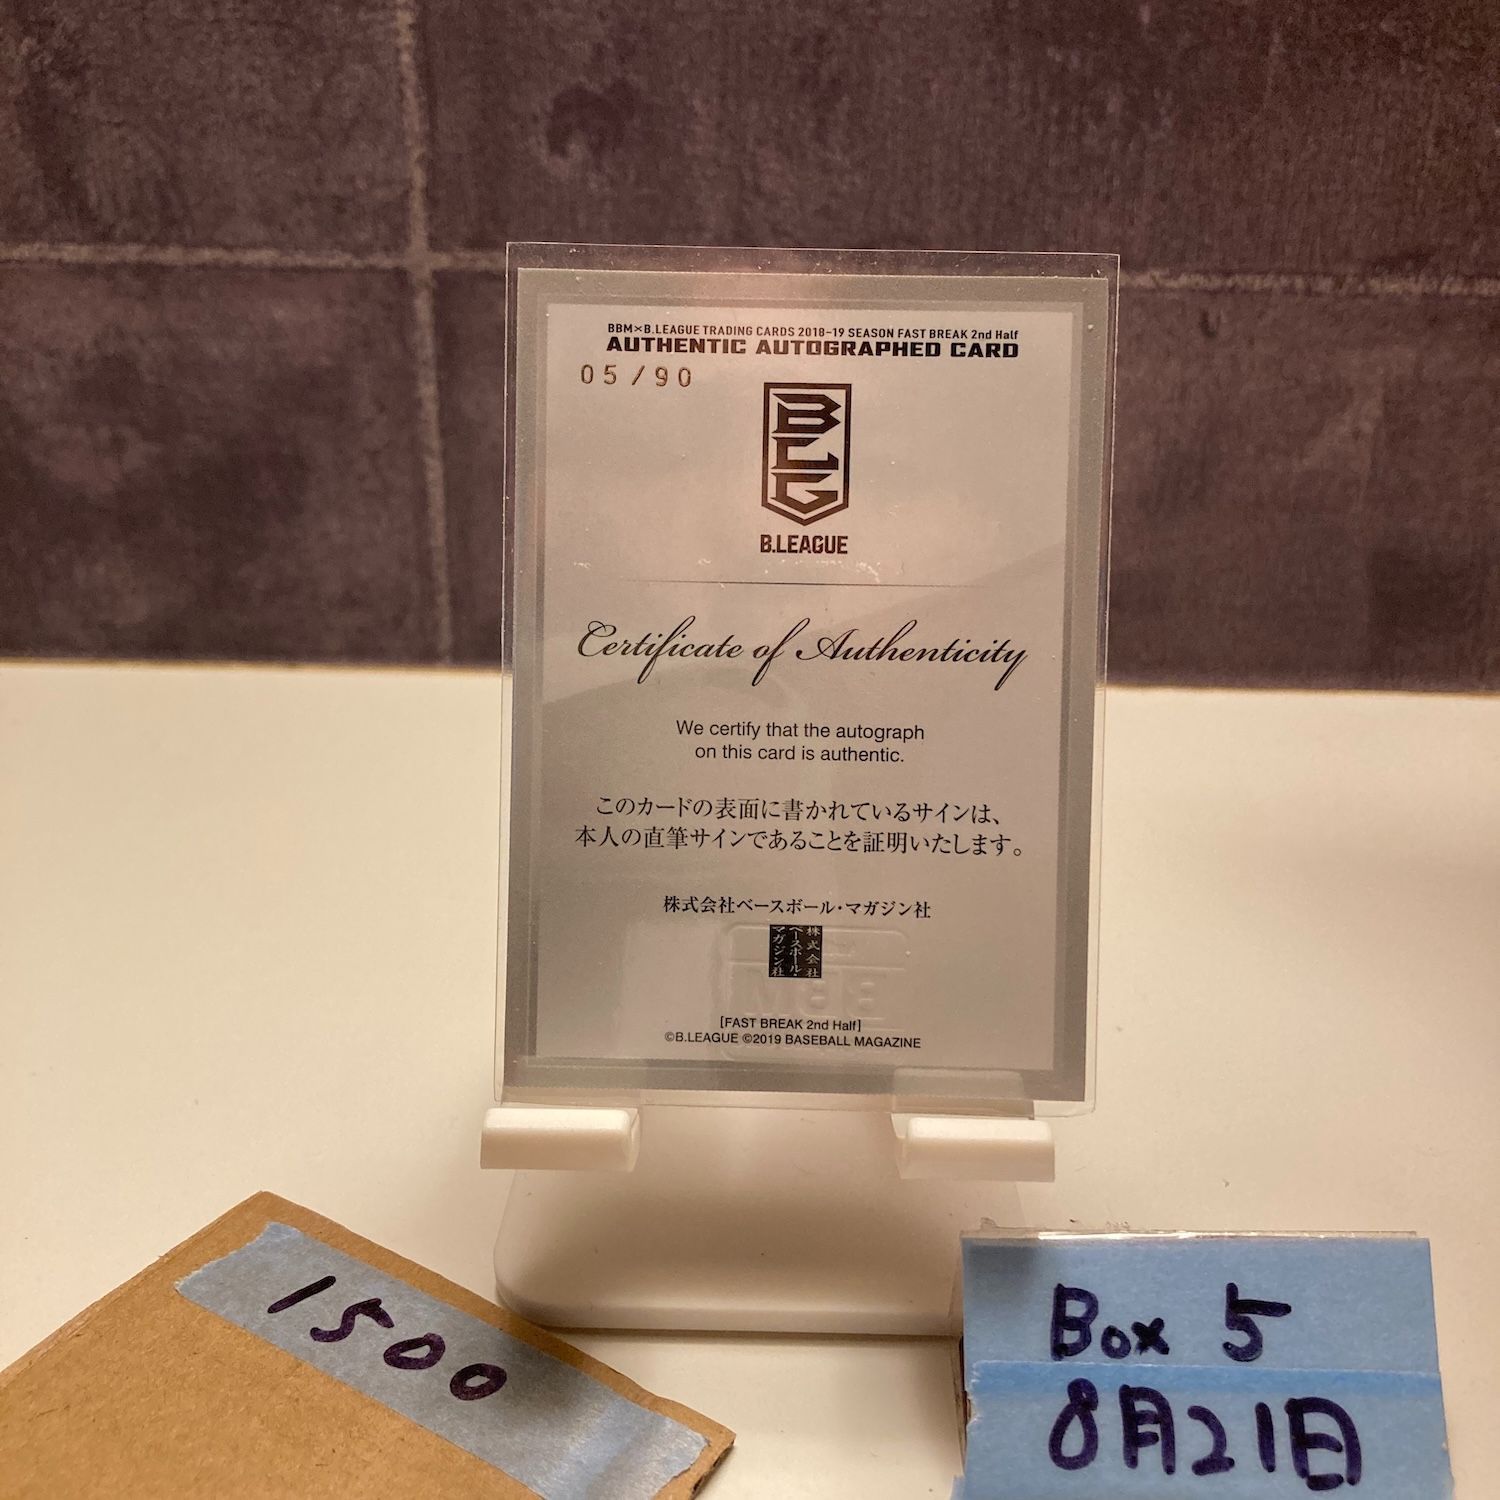 BBM×B.LEAGUE TRADING CARDS 2018-19 SEASON FAST BREAK 2nd Half
AUTHENTIC AUTOGRAPHED CARD
05/90
BLG
B.LEAGUE
Certificate of Authenticity
We certify that the autograph
on this card is authentic.
このカードの表面に書かれているサインは、
本人の直筆サインであることを証明いたします。
株式会社ベースボール・マガジン社
株式会社
ベースボール・
マガジン社
BBM
[FAST BREAK 2nd Half]
©B.LEAGUE ©2019 BASEBALL MAGAZINE
1500
Box 5
8月21日